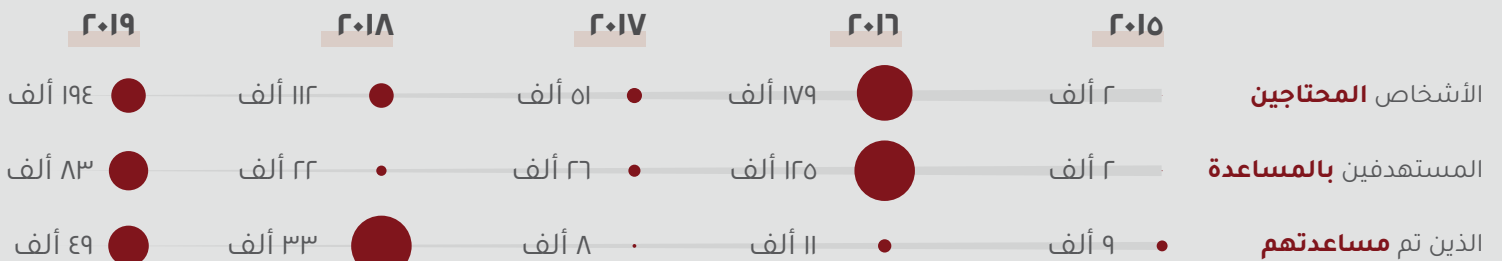 ٢٠١٥ ٢٠١٦ ٢٠١٧ ٢٠١٨ ٢٠١٩
الأشخاص المحتاجين ٢ ألف ١٧٩ ألف ٥١ ألف ١١٢ ألف ١٩٤ ألف
المستهدفين بالمساعدة ٢ ألف ١٢٥ ألف ٢٦ ألف ٢٢ ألف ٨٣ ألف
الذين تم مساعدتهم ٩ ألف ١١ ألف ٨ ألف ٣٣ ألف ٤٩ ألف